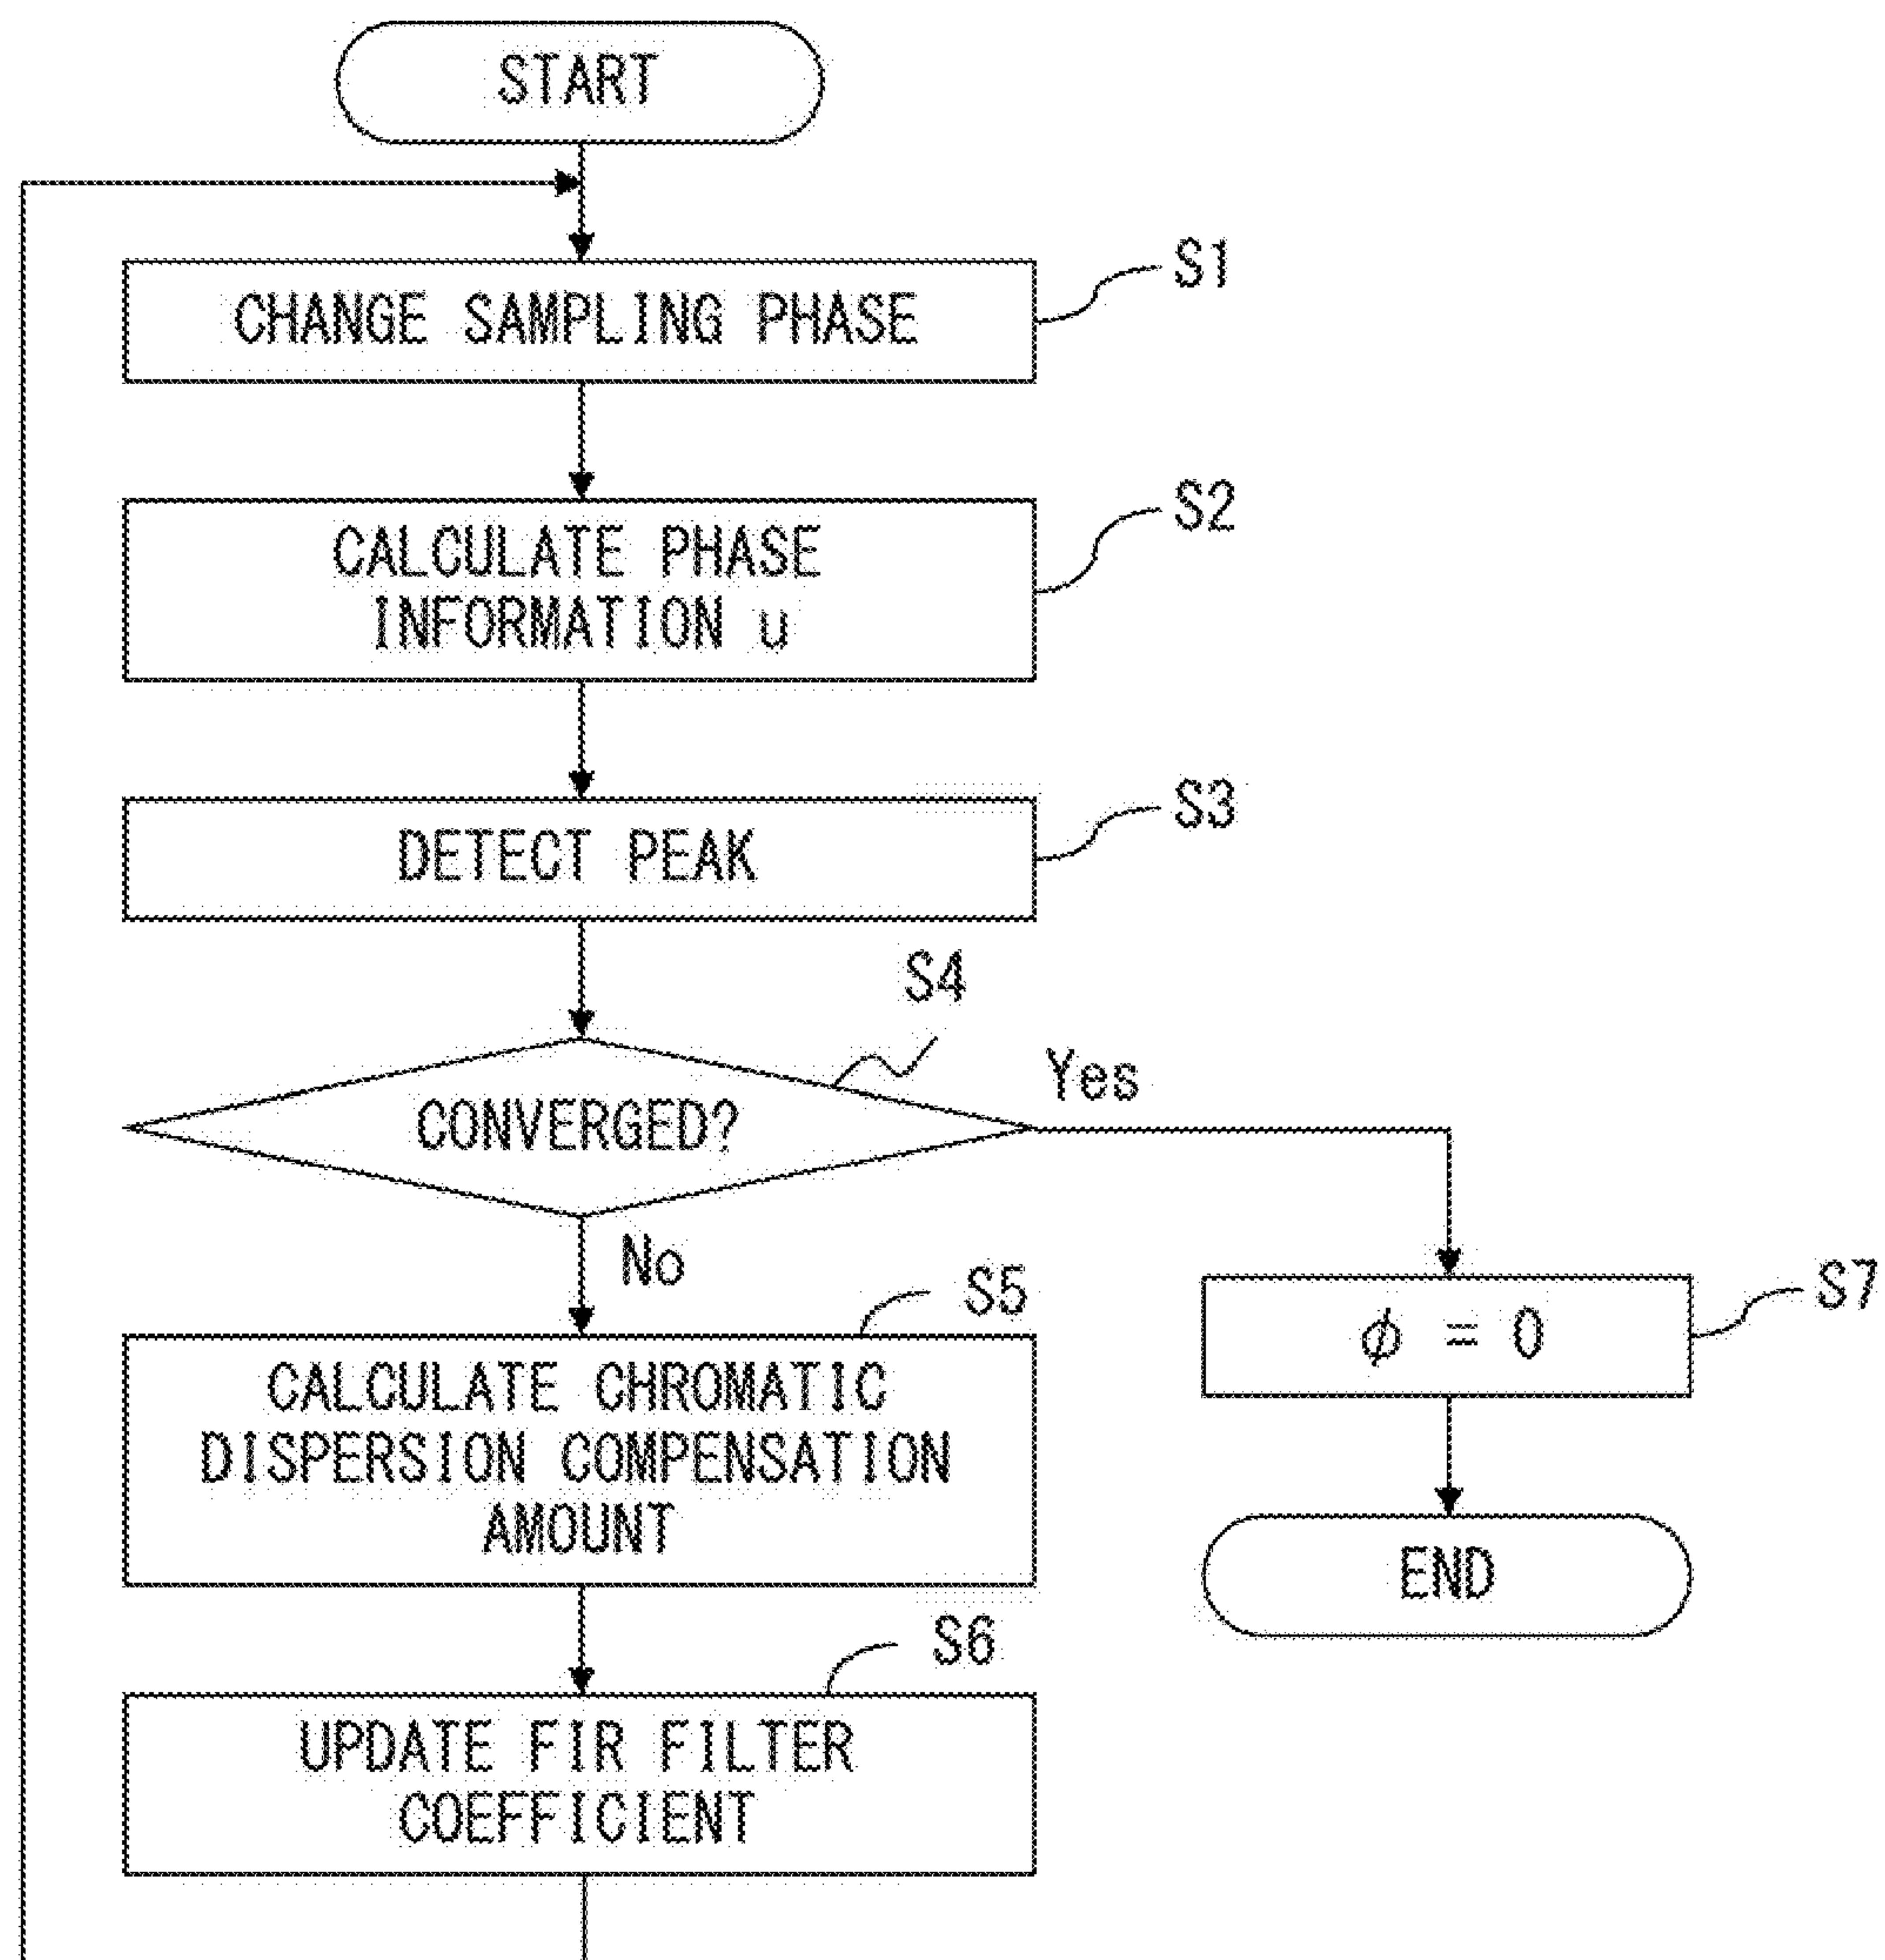 START
S1
CHANGE SAMPLING PHASE
S2
CALCULATE PHASE
INFORMATION u
S3
DETECT PEAK
S4
CONVERGED?
Yes
No
S5
CALCULATE CHROMATIC
DISPERSION COMPENSATION
AMOUNT
S7
ϕ = 0
END
S6
UPDATE FIR FILTER
COEFFICIENT